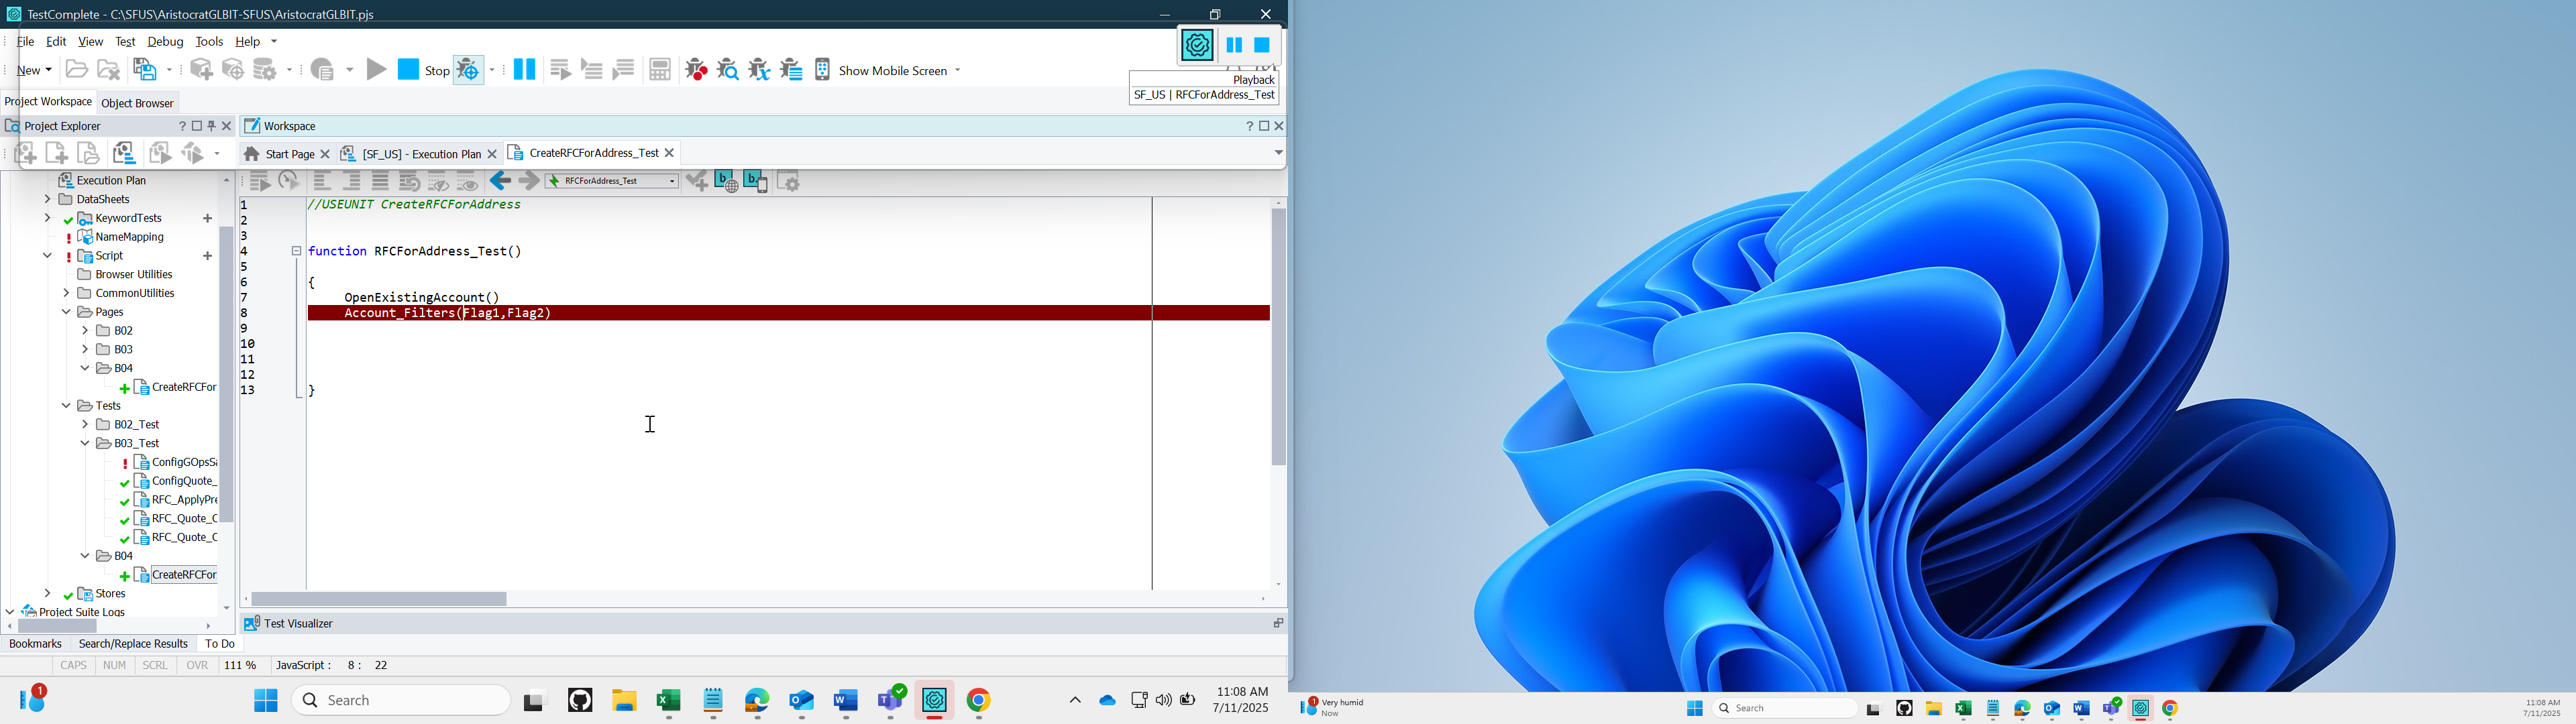 TestComplete - C:\SFUS\AristocratGLBIT-SFUS\AristocratGLBIT.pjs
File Edit View Test Debug Tools Help
New Stop Show Mobile Screen
Playback
SF_US | RFCForAddress_Test
Project Workspace Object Browser
Project Explorer
Workspace
Start Page [SF_US] - Execution Plan CreateRFCForAddress_Test
RFCForAddress_Test
Execution Plan
DataSheets
KeywordTests
NameMapping
Script
Browser Utilities
CommonUtilities
Pages
B02
B03
B04
CreateRFCFor
Tests
B02_Test
B03_Test
ConfigGOpsSa
ConfigQuote_
RFC_ApplyPre
RFC_Quote_C
RFC_Quote_C
B04
CreateRFCFor
Stores
Project Suite Logs
1 //USEUNIT CreateRFCForAddress
2
3
4 function RFCForAddress_Test()
5
6 {
7 OpenExistingAccount()
8 Account_Filters(Flag1,Flag2)
9
10
11
12
13 }
Test Visualizer
Bookmarks Search/Replace Results To Do
CAPS NUM SCRL OVR 111 % JavaScript : 8 : 22
1
Search
11:08 AM
7/11/2025
1
Very humid
Now
Search
11:08 AM
7/11/2025